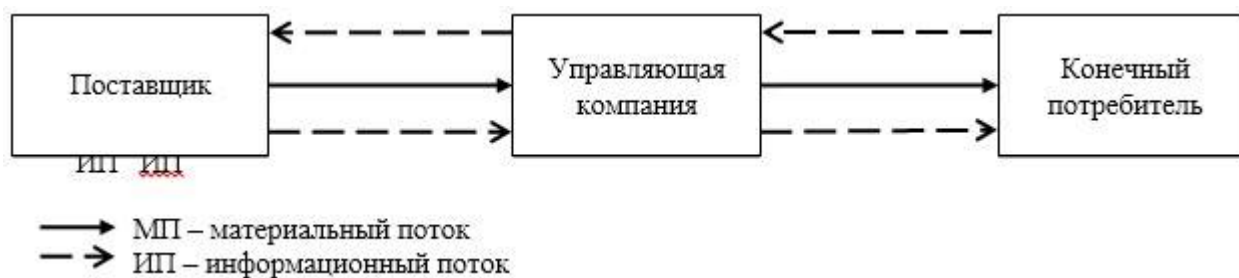 Поставщик
Управляющая
компания
Конечный
потребитель
ИП ИП
МП – материальный поток
ИП – информационный поток